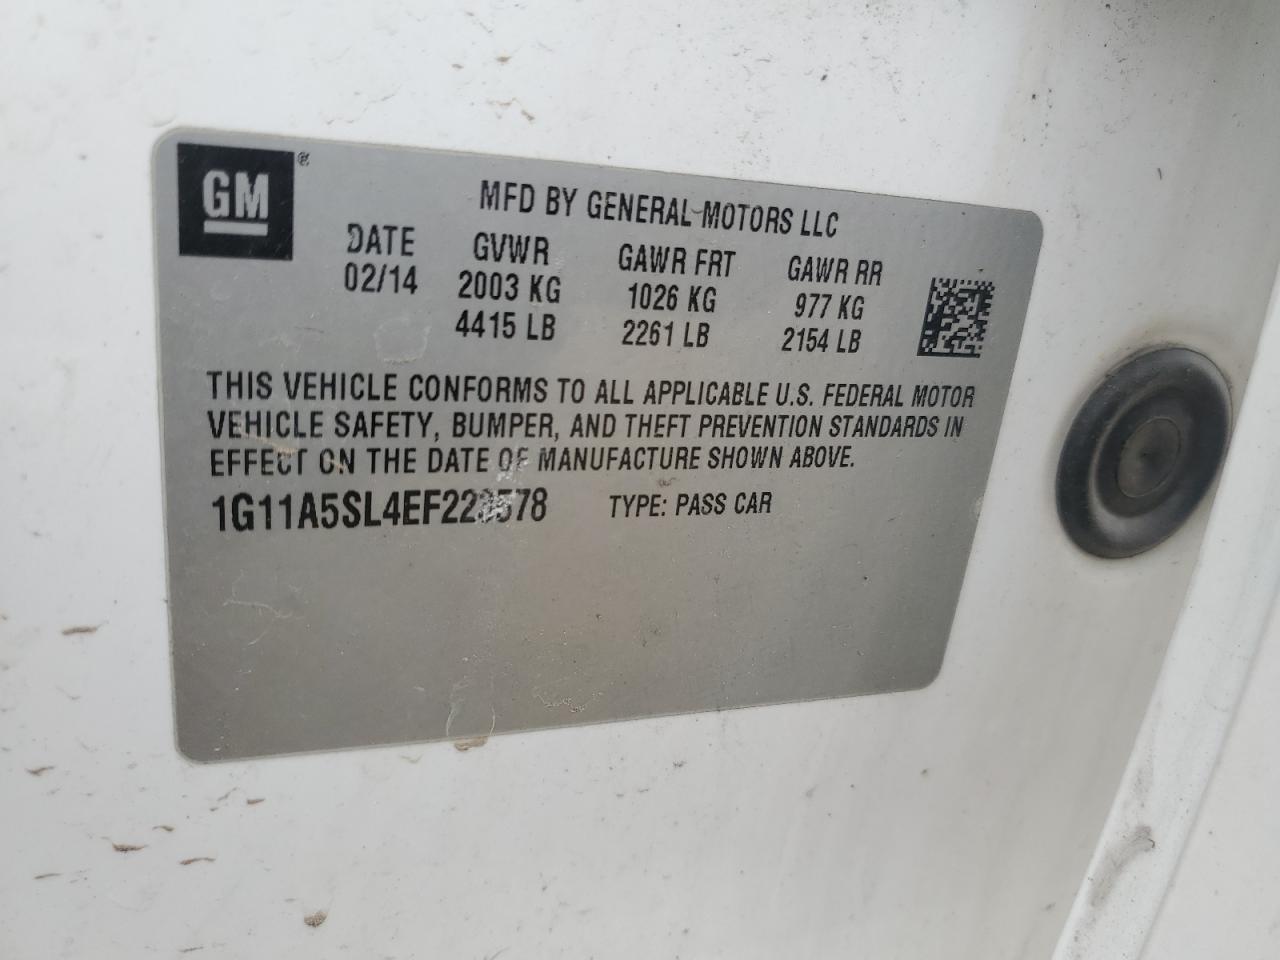 GM®
MFD BY GENERAL MOTORS LLC
DATE GVWR GAWR FRT GAWR RR
02/14 2003 KG 1026 KG 977 KG
4415 LB 2261 LB 2154 LB
THIS VEHICLE CONFORMS TO ALL APPLICABLE U.S. FEDERAL MOTOR
VEHICLE SAFETY, BUMPER, AND THEFT PREVENTION STANDARDS IN
EFFECT ON THE DATE OF MANUFACTURE SHOWN ABOVE.
1G11A5SL4EF223578 TYPE: PASS CAR